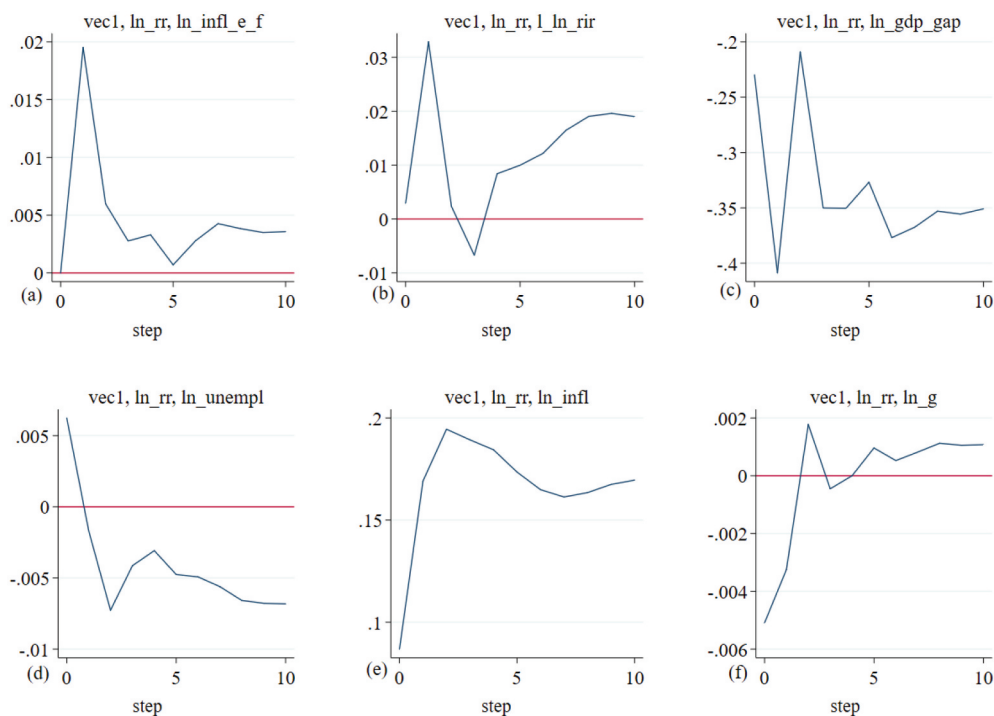 vec1, ln_rr, ln_infl_e_f
.02
.015
.01
.005
0
(a)
0
5
10
step
vec1, ln_rr, l_ln_rir
.03
.02
.01
0
-.01
(b)
0
5
10
step
vec1, ln_rr, ln_gdp_gap
-.2
-.25
-.3
-.35
-.4
(c)
0
5
10
step
vec1, ln_rr, ln_unempl
.005
0
-.005
-.01
(d)
0
5
10
step
vec1, ln_rr, ln_infl
.2
.15
.1
(e)
0
5
10
step
vec1, ln_rr, ln_g
.002
0
-.002
-.004
-.006
(f)
0
5
10
step